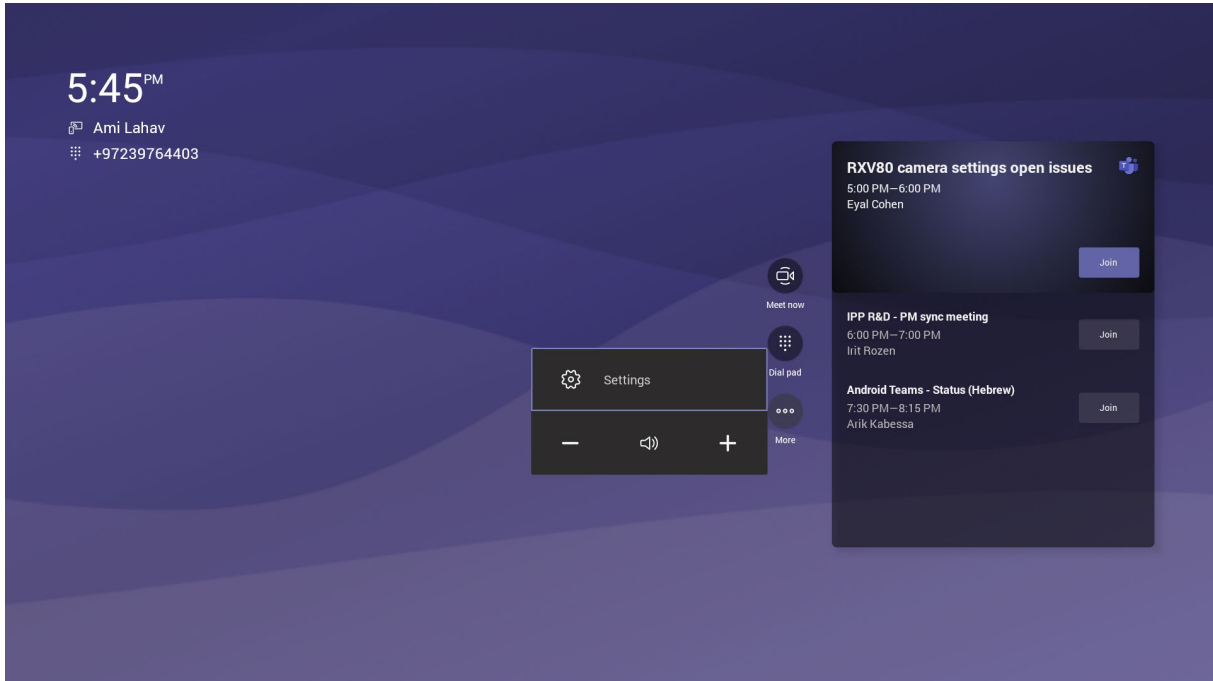 5:45 PM
Ami Lahav
+97239764403
RXV80 camera settings open issues
5:00 PM—6:00 PM
Eyal Cohen
Join
Meet now
IPP R&D - PM sync meeting
6:00 PM—7:00 PM
Irit Rozen
Join
Dial pad
Settings
Android Teams - Status (Hebrew)
7:30 PM—8:15 PM
Arik Kabessa
Join
More